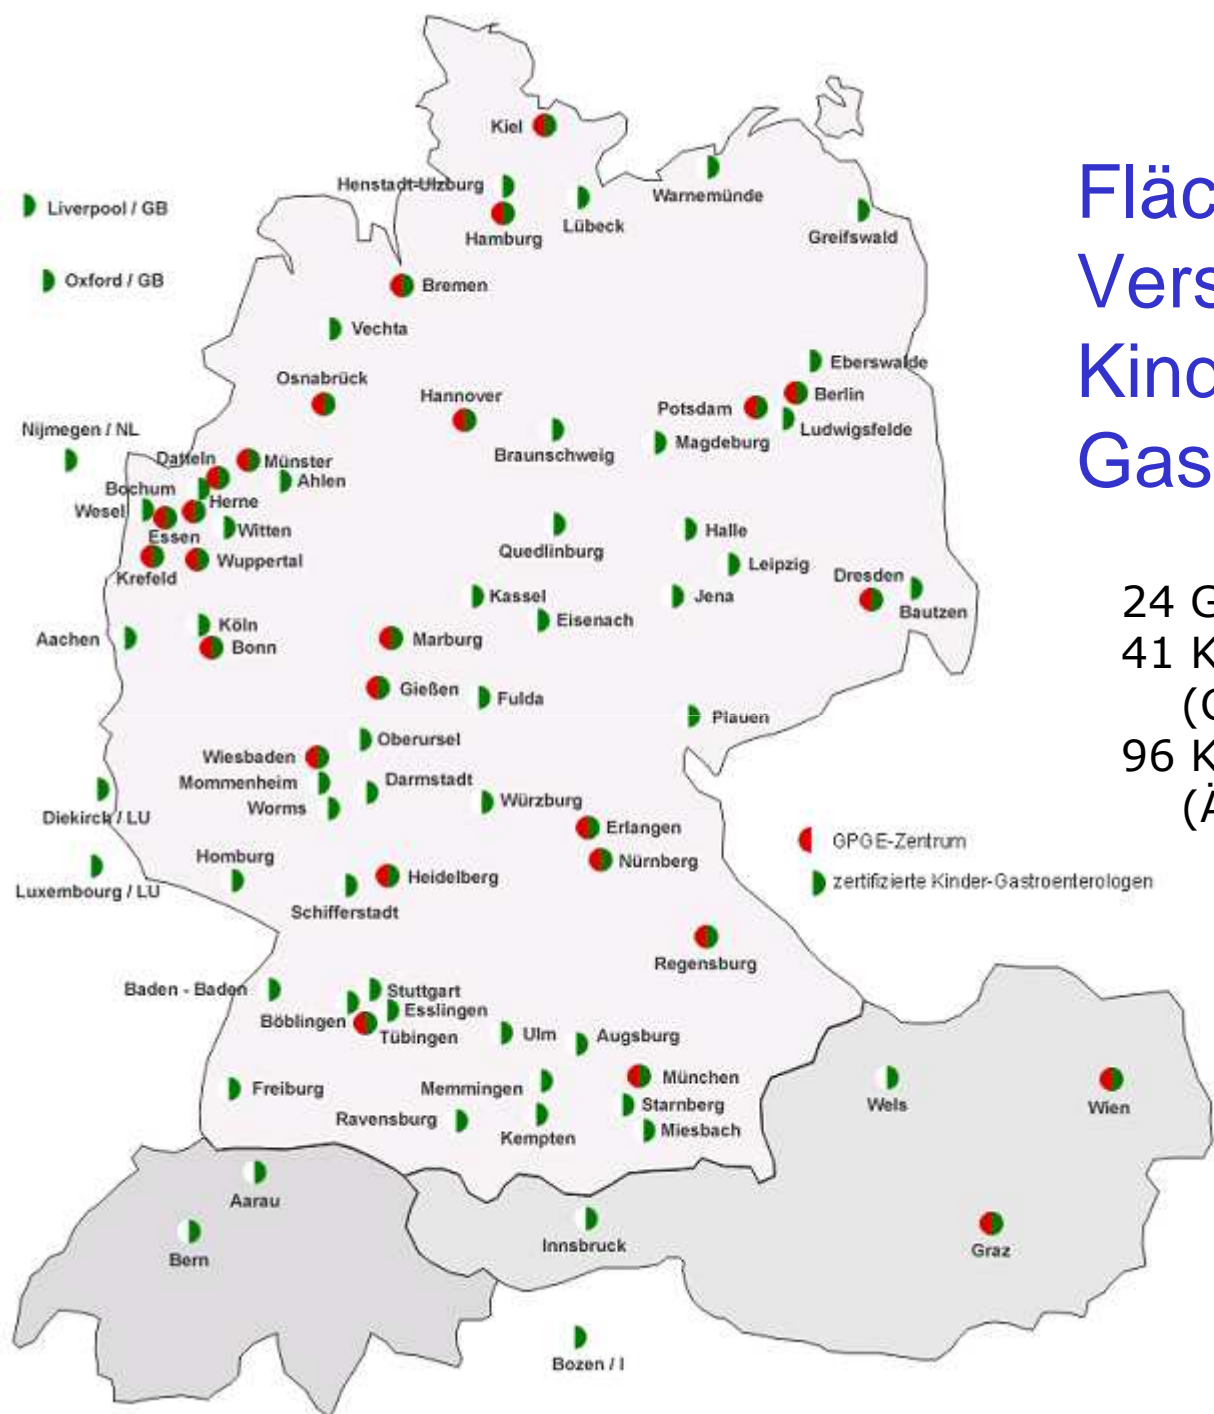 Kiel
Henstadt-Ulzburg
Warnemünde
Liverpool / GB
Lübeck
Hamburg
Greifswald
Oxford / GB
Bremen
Vechta
Eberswalde
Osnabrück
Hannover
Berlin
Potsdam
Nijmegen / NL
Ludwigsfelde
Magdeburg
Braunschweig
Datteln
Münster
Ahlen
Bochum
Herne
Wesel
Witten
Essen
Quedlinburg
Halle
Wuppertal
Leipzig
Krefeld
Dresden
Kassel
Jena
Bautzen
Eisenach
Köln
Aachen
Bonn
Marburg
Gießen
Fulda
Plauen
Oberursel
Wiesbaden
Mommenheim
Darmstadt
Worms
Würzburg
Diekirch / LU
Erlangen
Homburg
Nürnberg
Heidelberg
Luxembourg / LU
Schifferstadt
Regensburg
Baden - Baden
Stuttgart
Esslingen
Böblingen
Tübingen
Ulm
Augsburg
München
Freiburg
Memmingen
Starnberg
Ravensburg
Kempten
Miesbach
Wels
Wien
Aarau
Bern
Innsbruck
Graz
Bozen / I
Fläc
Vers
Kind
Gas
24 G
41 K
(G
96 K
(Ä
GPGE-Zentrum
zertifizierte Kinder-Gastroenterologen